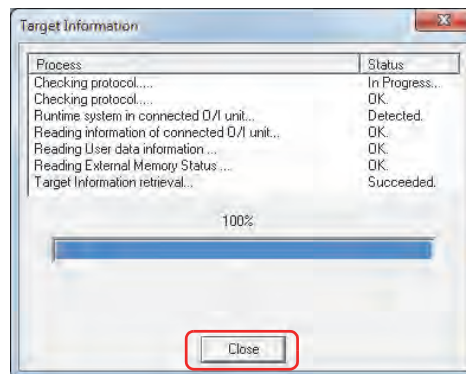 Target Information
Process Status
Checking protocol..... In Progress...
Checking protocol..... OK.
Runtime system in connected O/I unit... Detected.
Reading information of connected O/I unit... OK.
Reading User data information ... OK.
Reading External Memory Status .... OK.
Target Information retrieval... Succeeded.
100%
Close